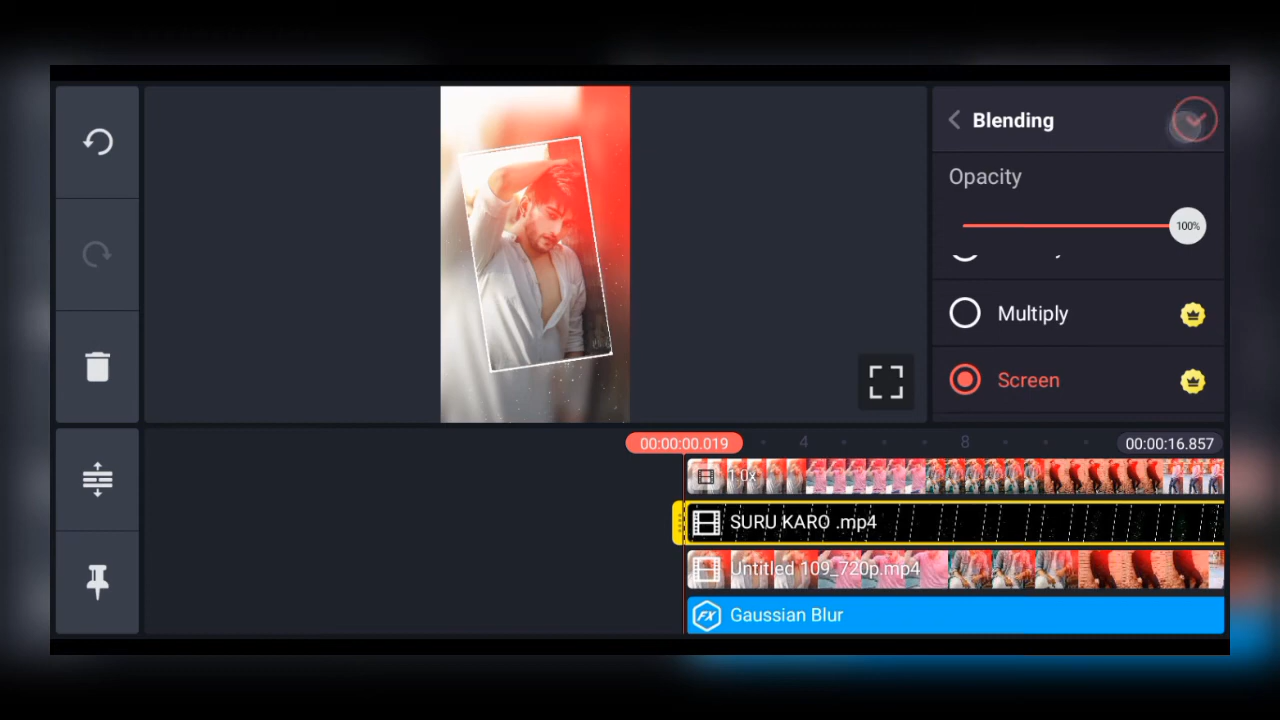 Blending
Opacity
100%
Multiply
Screen
00:00:00.019
4
8
00:00:16.857
1.0x
SURU KARO .mp4
Untitled 109_720p.mp4
FX
Gaussian Blur